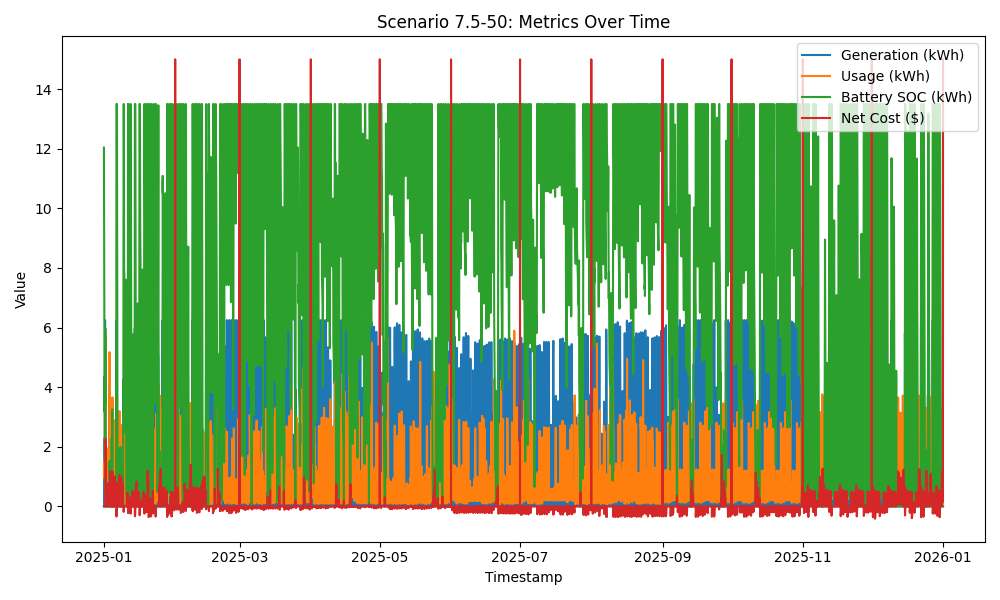 Scenario 7.5-50: Metrics Over Time
Generation (kWh)
Usage (kWh)
Battery SOC (kWh)
Net Cost ($)
Value
14
12
10
8
6
4
2
0
2025-01
2025-03
2025-05
2025-07
2025-09
2025-11
2026-01
Timestamp